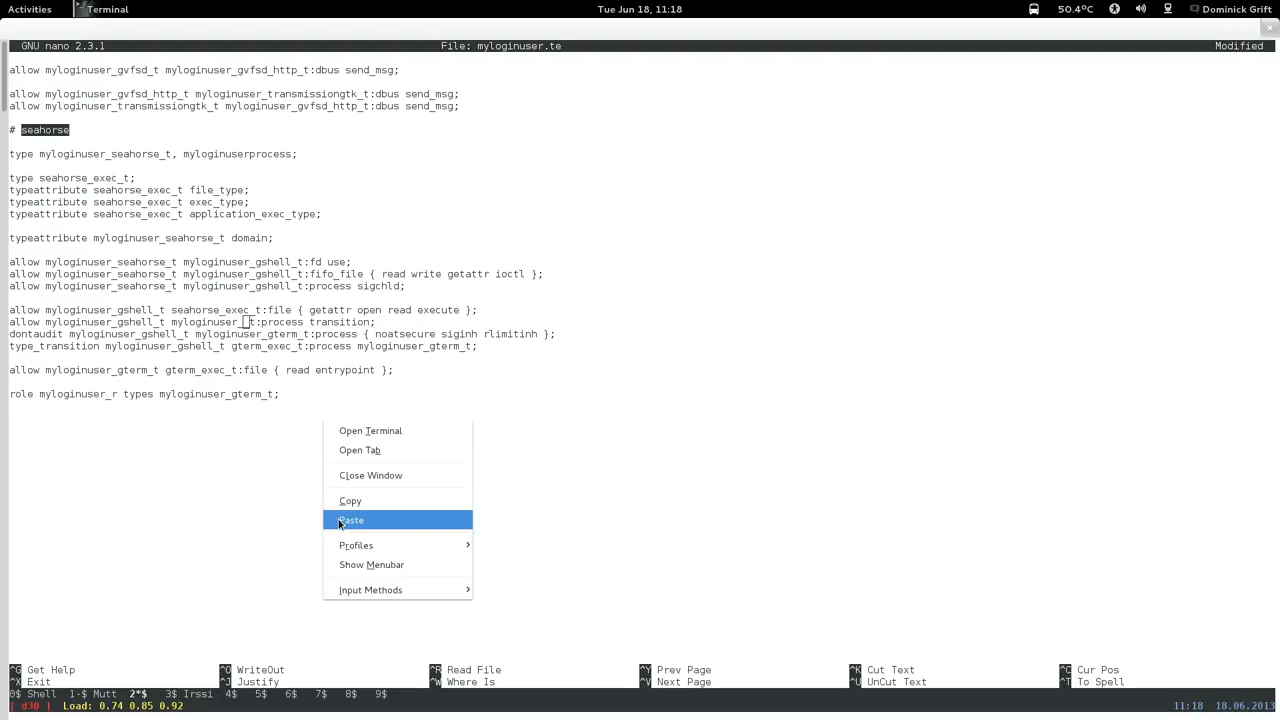 Activities Terminal Tue Jun 18, 11:18 50.4°C Dominick Grift
GNU nano 2.3.1 File: myloginuser.te Modified
allow myloginuser_gvfsd_t myloginuser_gvfsd_http_t:dbus send_msg;
allow myloginuser_gvfsd_http_t myloginuser_transmissiongtk_t:dbus send_msg;
allow myloginuser_transmissiongtk_t myloginuser_gvfsd_http_t:dbus send_msg;
# seahorse
type myloginuser_seahorse_t, myloginuserprocess;
type seahorse_exec_t;
typeattribute seahorse_exec_t file_type;
typeattribute seahorse_exec_t exec_type;
typeattribute seahorse_exec_t application_exec_type;
typeattribute myloginuser_seahorse_t domain;
allow myloginuser_seahorse_t myloginuser_gshell_t:fd use;
allow myloginuser_seahorse_t myloginuser_gshell_t:fifo_file { read write getattr ioctl };
allow myloginuser_seahorse_t myloginuser_gshell_t:process sigchld;
allow myloginuser_gshell_t seahorse_exec_t:file { getattr open read execute };
allow myloginuser_gshell_t myloginuser__t:process transition;
dontaudit myloginuser_gshell_t myloginuser_gterm_t:process { noatsecure siginh rlimitinh };
type_transition myloginuser_gshell_t gterm_exec_t:process myloginuser_gterm_t;
allow myloginuser_gterm_t gterm_exec_t:file { read entrypoint };
role myloginuser_r types myloginuser_gterm_t;
Open Terminal
Open Tab
Close Window
Copy
Paste
Profiles
Show Menubar
Input Methods
^G Get Help ^O WriteOut ^R Read File ^Y Prev Page ^K Cut Text ^C Cur Pos
^X Exit ^J Justify ^W Where Is ^V Next Page ^U UnCut Text ^T To Spell
0$ Shell 1-$ Mutt 2*$ 3$ Irssi 4$ 5$ 6$ 7$ 8$ 9$
[ d30 ] Load: 0.74 0.85 0.92 11:18 18.06.2013